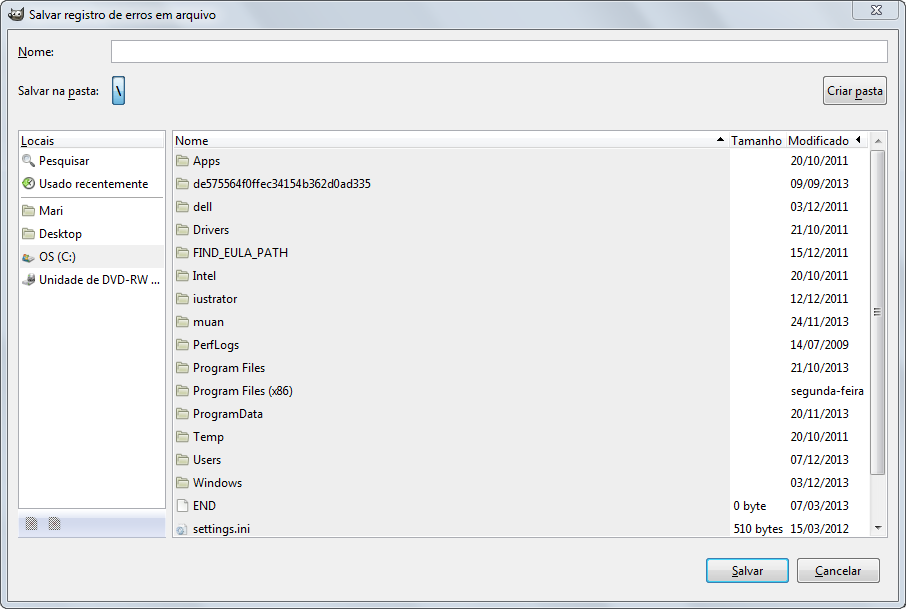 Salvar registro de erros em arquivo
Nome:
Salvar na pasta: \ Criar pasta
Locais
Pesquisar
Usado recentemente
Mari
Desktop
OS (C:)
Unidade de DVD-RW ...
Nome Tamanho Modificado
Apps 20/10/2011
de575564f0ffec34154b362d0ad335 09/09/2013
dell 03/12/2011
Drivers 21/10/2011
FIND_EULA_PATH 15/12/2011
Intel 20/10/2011
iustrator 12/12/2011
muan 24/11/2013
PerfLogs 14/07/2009
Program Files 21/10/2013
Program Files (x86) segunda-feira
ProgramData 20/11/2013
Temp 20/10/2011
Users 07/12/2013
Windows 03/12/2013
END 0 byte 07/03/2013
settings.ini 510 bytes 15/03/2012
Salvar Cancelar